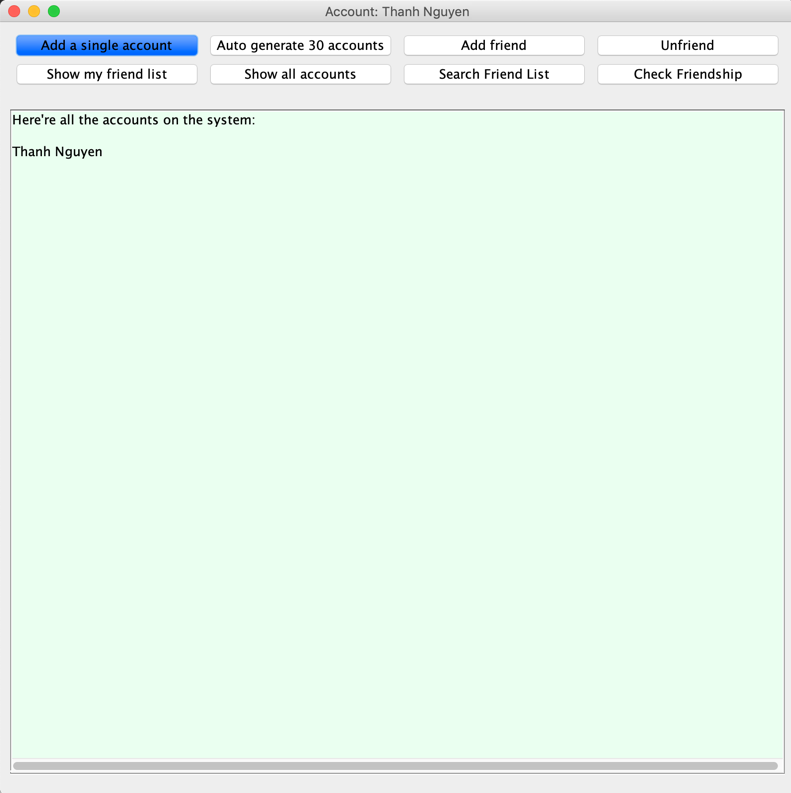 Account: Thanh Nguyen
Add a single account
Auto generate 30 accounts
Add friend
Unfriend
Show my friend list
Show all accounts
Search Friend List
Check Friendship
Here're all the accounts on the system:
Thanh Nguyen